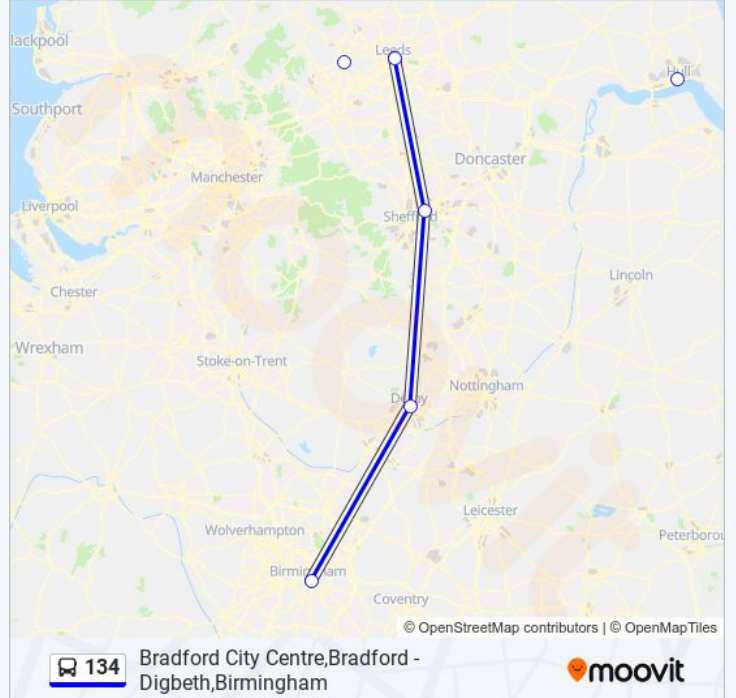 lackpool
Leeds
Hull
Southport
Doncaster
Manchester
Liverpool
Sheffield
Lincoln
Chester
Wrexham
Stoke-on-Trent
Nottingham
Derby
Leicester
Wolverhampton
Peterborou
Birmingham
Coventry
© OpenStreetMap contributors | © OpenMapTiles
134
Bradford City Centre,Bradford -
Digbeth,Birmingham
moovit